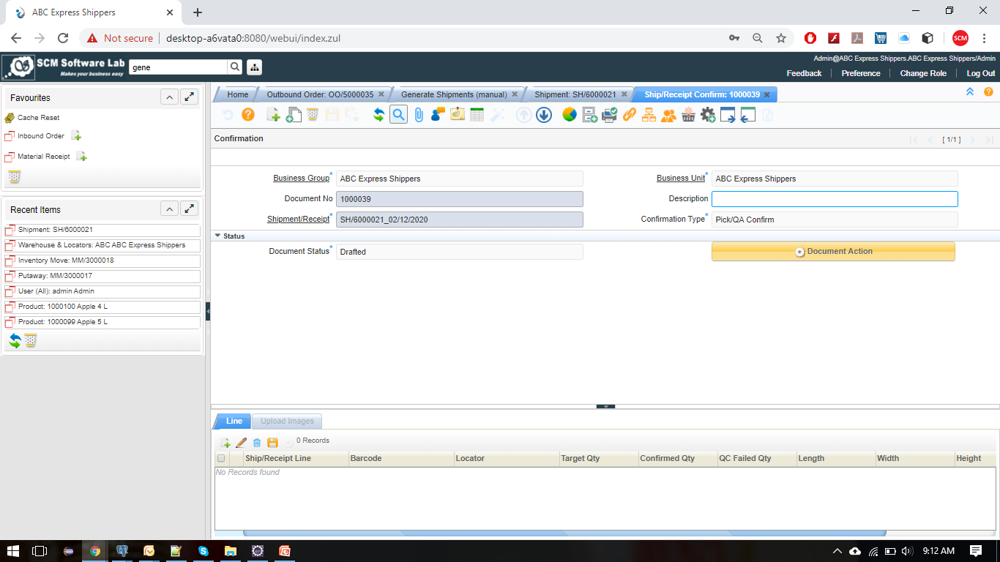 ABC Express Shippers
Not secure | desktop-a6vata0:8080/webui/index.zul
SCM
SCM Software Lab
Makes your business easy
gene
Admin@ABC Express Shippers.ABC Express Shippers/Admin
Feedback | Preference | Change Role | Log Out
Favourites
Cache Reset
Inbound Order
Material Receipt
Recent Items
Shipment: SH/6000021
Warehouse & Locators: ABC ABC Express Shippers
Inventory Move: MM/3000018
Putaway: MM/3000017
User (All): admin Admin
Product: 1000100 Apple 4 L
Product: 1000099 Apple 5 L
Home Outbound Order: OO/5000035 Generate Shipments (manual) Shipment: SH/6000021 Ship/Receipt Confirm: 1000039
Confirmation [ 1/1 ]
Business Group* ABC Express Shippers Business Unit* ABC Express Shippers
Document No 1000039 Description
Shipment/Receipt* SH/6000021_02/12/2020 Confirmation Type* Pick/QA Confirm
Status
Document Status* Drafted Document Action
Line Upload Images
0 Records
Ship/Receipt Line Barcode Locator Target Qty Confirmed Qty QC Failed Qty Length Width Height
No Records found
9:12 AM